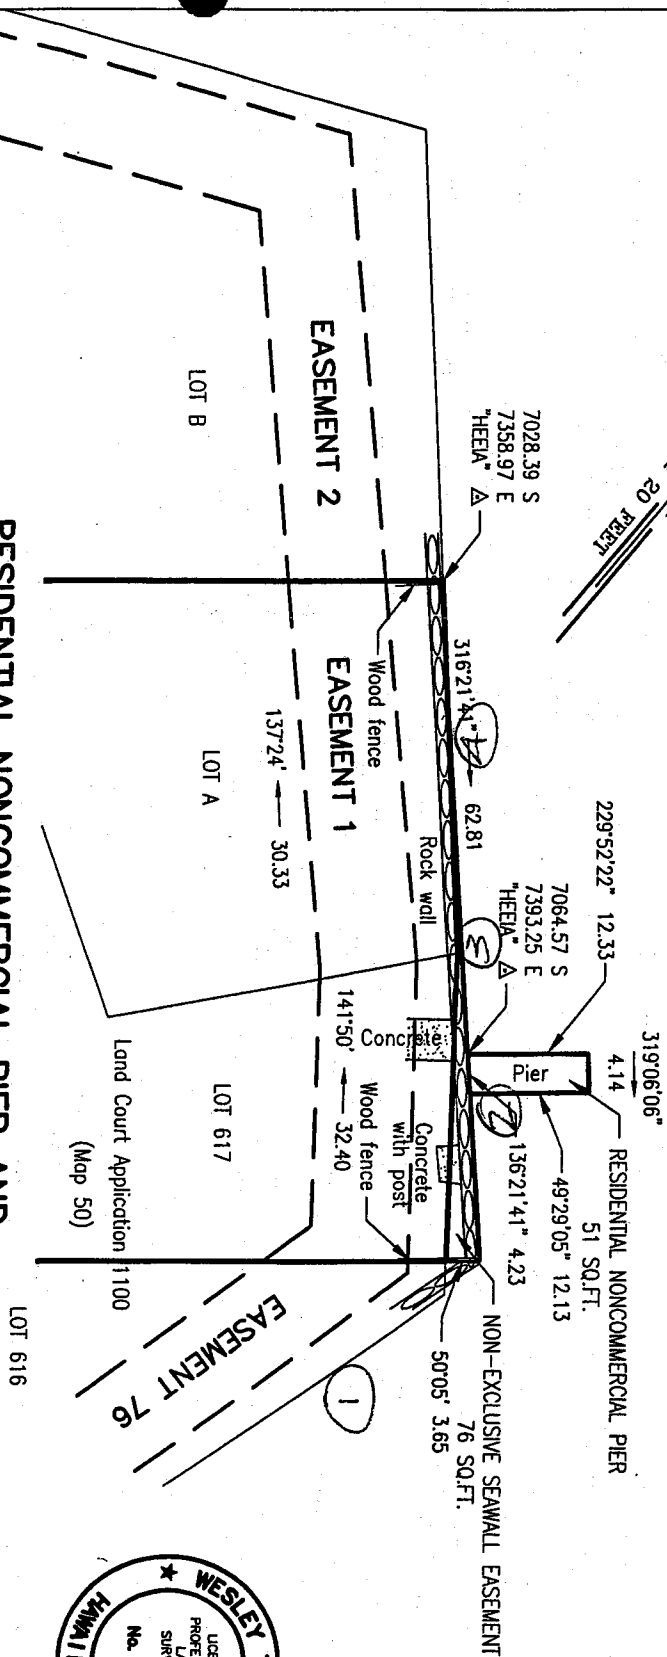 20 FEET
7028.39 S
7358.97 E
"HEEIA"
EASEMENT 2
LOT B
316°21'41"
62.81
4
Wood fence
EASEMENT 1
137°24' 30.33
LOT A
Rock wall
229°52'22" 12.33
7064.57 S
7393.25 E
"HEEIA"
3
319°06'06"
4.14
Pier
2
RESIDENTIAL NONCOMMERCIAL PIER
51 SQ.FT.
49°29'05" 12.13
136°21'41" 4.23
Concrete
Concrete
with post
141°50' 32.40
Wood fence
LOT 617
Land Court Application 1100
(Map 50)
NON-EXCLUSIVE SEAWALL EASEMENT
76 SQ.FT.
50°05' 3.65
EASEMENT 76
1
LOT 616
RESIDENTIAL NONCOMMERCIAL PIER AND
WESLEY
No.